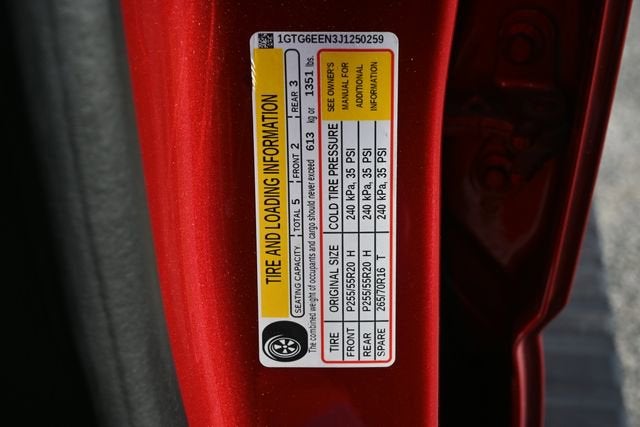 1GTG6EEN3J1250259
TIRE AND LOADING INFORMATION
SEATING CAPACITY TOTAL 5 FRONT 2 REAR 3
The combined weight of occupants and cargo should never exceed 613 kg or 1351 lbs.
TIRE ORIGINAL SIZE COLD TIRE PRESSURE
FRONT P255/55R20 H 240 kPa, 35 PSI
REAR P255/55R20 H 240 kPa, 35 PSI
SPARE 265/70R16 T 240 kPa, 35 PSI
SEE OWNER'S
MANUAL FOR
ADDITIONAL
INFORMATION